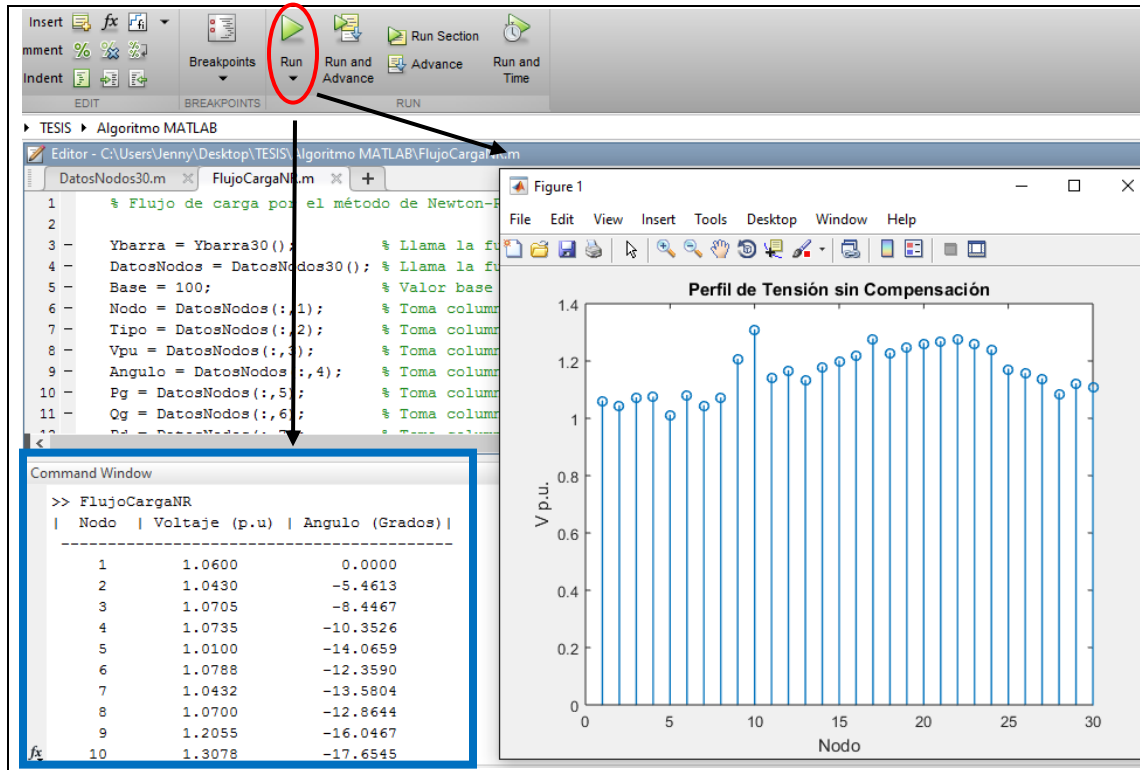 Insert
fx
Run Section
mment
Breakpoints
Run
Run and
Advance
Advance
Run and
Time
Indent
EDIT
BREAKPOINTS
RUN
TESIS ▸ Algoritmo MATLAB
Editor - C:\Users\Jenny\Desktop\TESIS\Algoritmo MATLAB\FlujoCargaNR.m
DatosNodos30.m × FlujoCargaNR.m × +
1 % Flujo de carga por el método de Newton-
2
3 - Ybarra = Ybarra30(); % Llama la
4 - DatosNodos = DatosNodos30(); % Llama la
5 - Base = 100; % Valor base
6 - Nodo = DatosNodos(:,1); % Toma colum
7 - Tipo = DatosNodos(:,2); % Toma colum
8 - Vpu = DatosNodos(:,3); % Toma colum
9 - Angulo = DatosNodos(:,4); % Toma colum
10 - Pg = DatosNodos(:,5); % Toma colum
11 - Qg = DatosNodos(:,6); % Toma colum
Command Window
>> FlujoCargaNR
| Nodo | Voltaje (p.u) | Angulo (Grados)|
------------------------------------------
1 1.0600 0.0000
2 1.0430 -5.4613
3 1.0705 -8.4467
4 1.0735 -10.3526
5 1.0100 -14.0659
6 1.0788 -12.3590
7 1.0432 -13.5804
8 1.0700 -12.8644
9 1.2055 -16.0467
fx 10 1.3078 -17.6545
Figure 1
File Edit View Insert Tools Desktop Window Help
Perfil de Tensión sin Compensación
1.4
1.2
0.8
0.6
0.4
0.2
0
V p.u.
0 5 10 15 20 25 30
Nodo